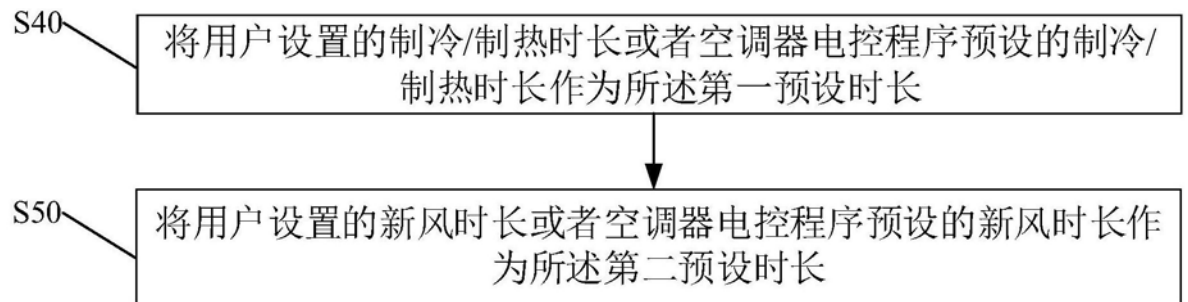 S40
将用户设置的制冷/制热时长或者空调器电控程序预设的制冷/
制热时长作为所述第一预设时长
S50
将用户设置的新风时长或者空调器电控程序预设的新风时长作
为所述第二预设时长